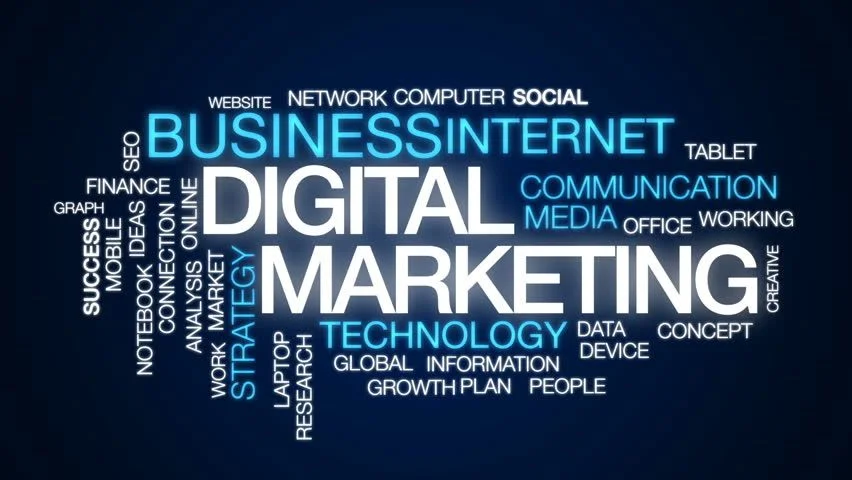 WEBSITE NETWORK COMPUTER SOCIAL
BUSINESS INTERNET
SEO
TABLET
FINANCE
DIGITAL
COMMUNICATION
GRAPH
MEDIA OFFICE WORKING
SUCCESS
MOBILE
IDEAS
NOTEBOOK
CONNECTION
ONLINE
ANALYSIS
MARKET
WORK
STRATEGY
MARKETING
CREATIVE
TECHNOLOGY
DATA
CONCEPT
DEVICE
LAPTOP
RESEARCH
GLOBAL INFORMATION
GROWTH PLAN PEOPLE